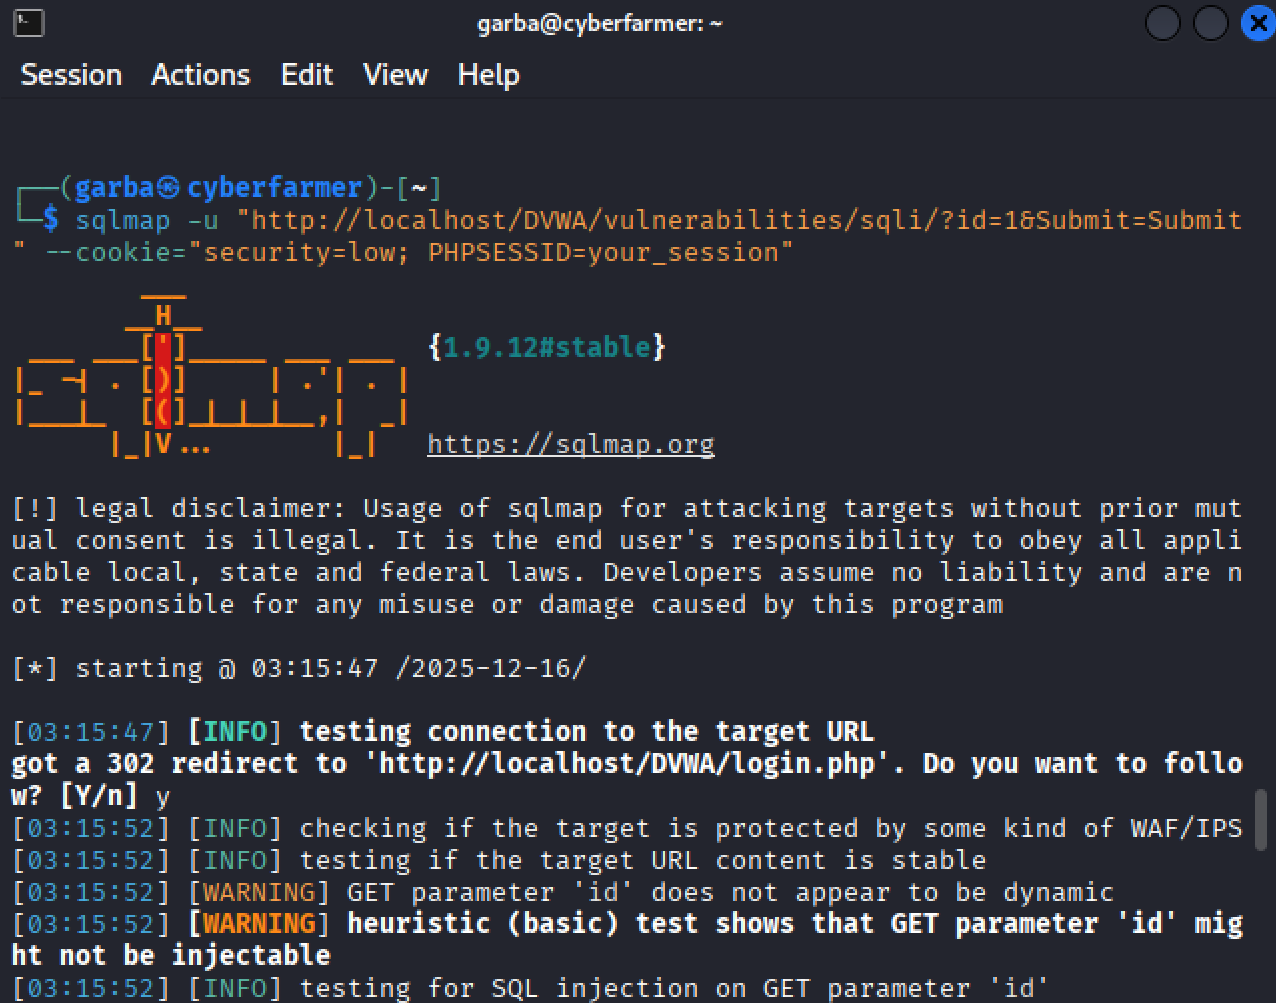 garba@cyberfarmer: ~
Session Actions Edit View Help
┌──(garba㉿cyberfarmer)-[~]
└─$ sqlmap -u "http://localhost/DVWA/vulnerabilities/sqli/?id=1&Submit=Submit
" --cookie="security=low; PHPSESSID=your_session"
        ___
       __H__
 ___ ___[']_____ ___ ___  {1.9.12#stable}
|_ -| . [)]     | .'| . |
|___|_  [(]_|_|_|__,|  _|
      |_|V...       |_|   https://sqlmap.org
[!] legal disclaimer: Usage of sqlmap for attacking targets without prior mut
ual consent is illegal. It is the end user's responsibility to obey all appli
cable local, state and federal laws. Developers assume no liability and are n
ot responsible for any misuse or damage caused by this program
[*] starting @ 03:15:47 /2025-12-16/
[03:15:47] [INFO] testing connection to the target URL
got a 302 redirect to 'http://localhost/DVWA/login.php'. Do you want to follo
w? [Y/n] y
[03:15:52] [INFO] checking if the target is protected by some kind of WAF/IPS
[03:15:52] [INFO] testing if the target URL content is stable
[03:15:52] [WARNING] GET parameter 'id' does not appear to be dynamic
[03:15:52] [WARNING] heuristic (basic) test shows that GET parameter 'id' mig
ht not be injectable
[03:15:52] [INFO] testing for SQL injection on GET parameter 'id'